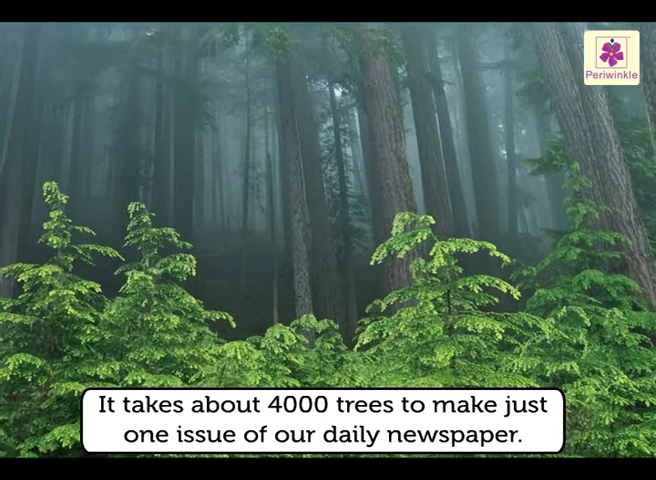 Periwinkle
It takes about 4000 trees to make just
one issue of our daily newspaper.